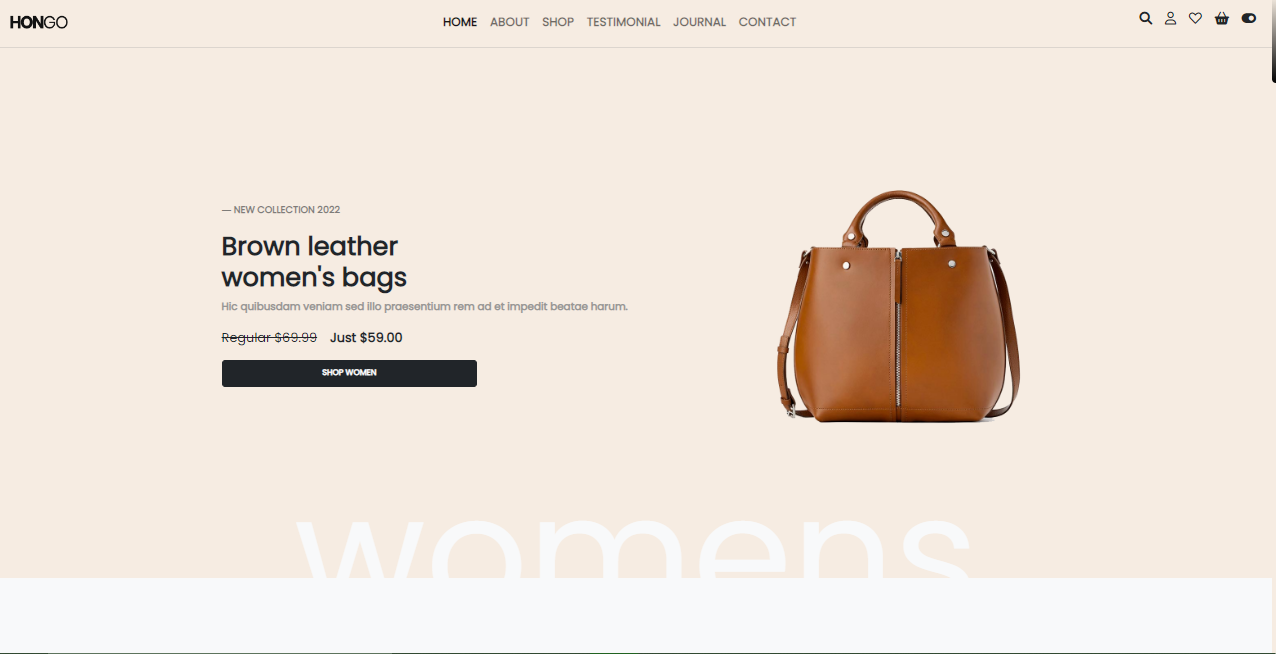 HONGO
HOME ABOUT SHOP TESTIMONIAL JOURNAL CONTACT
— NEW COLLECTION 2022
Brown leather
women's bags
Hic quibusdam veniam sed illo praesentium rem ad et impedit beatae harum.
Regular $69.99 Just $59.00
SHOP WOMEN
womens